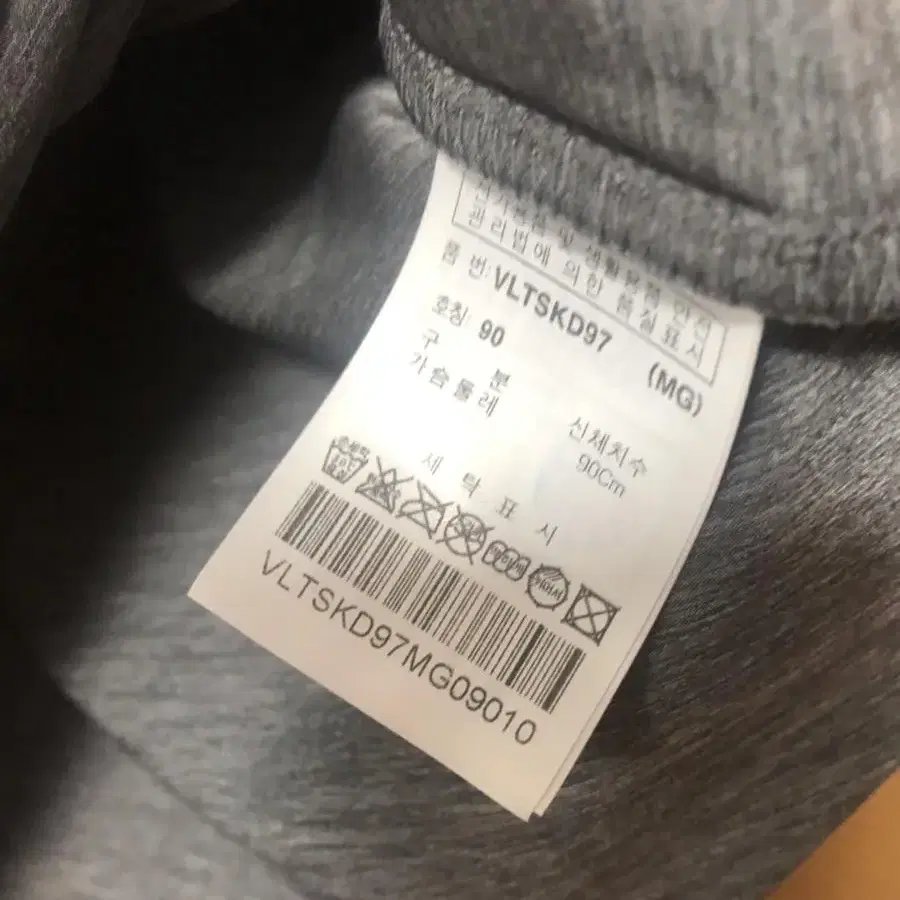 전기용품 및 생활용품 안전
관리법에 의한 품질표시
품 번: VLTSKD97 (MG)
호칭: 90
구 분 신체치수
가슴둘레 90Cm
세 탁 표 시
VLTSKD97MG09010